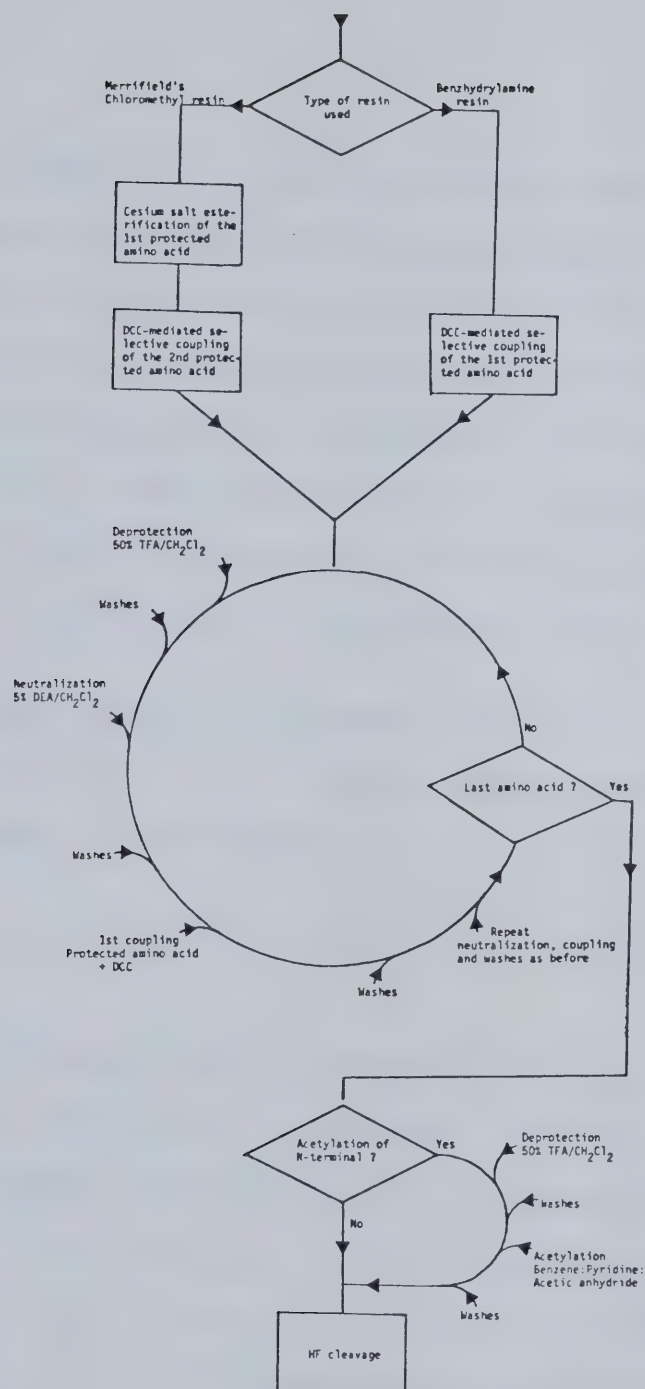 Merrifield's
Chloromethyl resin
Type of resin
used
Benzhydrylamine
resin
Cesium salt este-
rification of the
1st protected
amino acid
DCC-mediated se-
lective coupling
of the 2nd protec-
ted amino acid
DCC-mediated se-
lective coupling
of the 1st protec-
ted amino acid
Deprotection
50% TFA/CH2Cl2
Washes
Neutralization
5% DEA/CH2Cl2
No
Last amino acid ?
Yes
Washes
1st coupling
Protected amino acid
+ DCC
Repeat
neutralization, coupling
and washes as before
Washes
Acetylation of
N-terminal ?
Yes
Deprotection
50% TFA/CH2Cl2
Washes
No
Acetylation
Benzene:Pyridine:
Acetic anhydride
Washes
HF cleavage